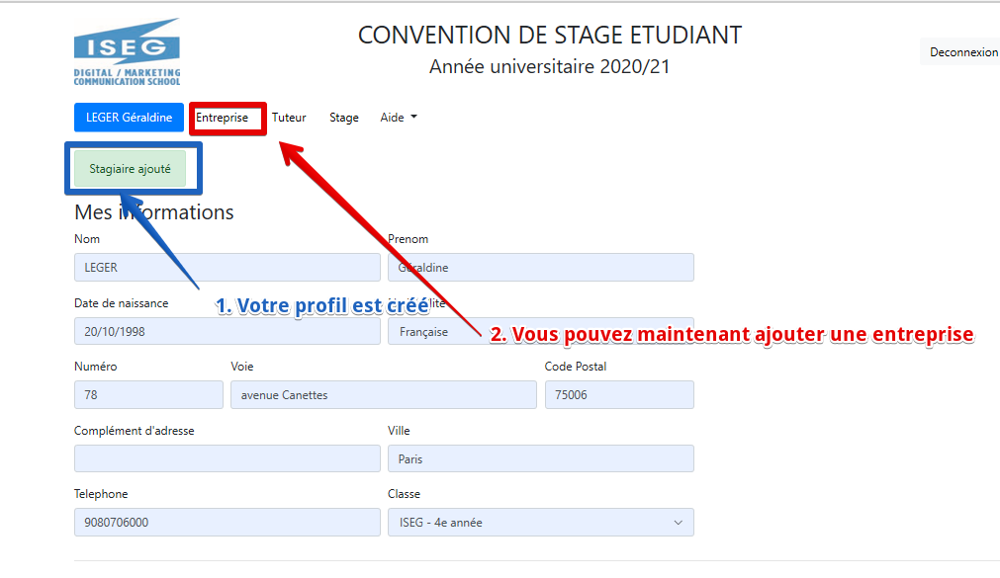 ISEG
DIGITAL / MARKETING
COMMUNICATION SCHOOL
CONVENTION DE STAGE ETUDIANT
Année universitaire 2020/21
Deconnexion
LEGER Géraldine
Entreprise
Tuteur
Stage
Aide
Stagiaire ajouté
Mes informations
Nom
Prenom
LEGER
Géraldine
Date de naissance
1. Votre profil est créé
20/10/1998
Française
2. Vous pouvez maintenant ajouter une entreprise
Numéro
Voie
Code Postal
78
avenue Canettes
75006
Complément d'adresse
Ville
Paris
Telephone
Classe
9080706000
ISEG - 4e année